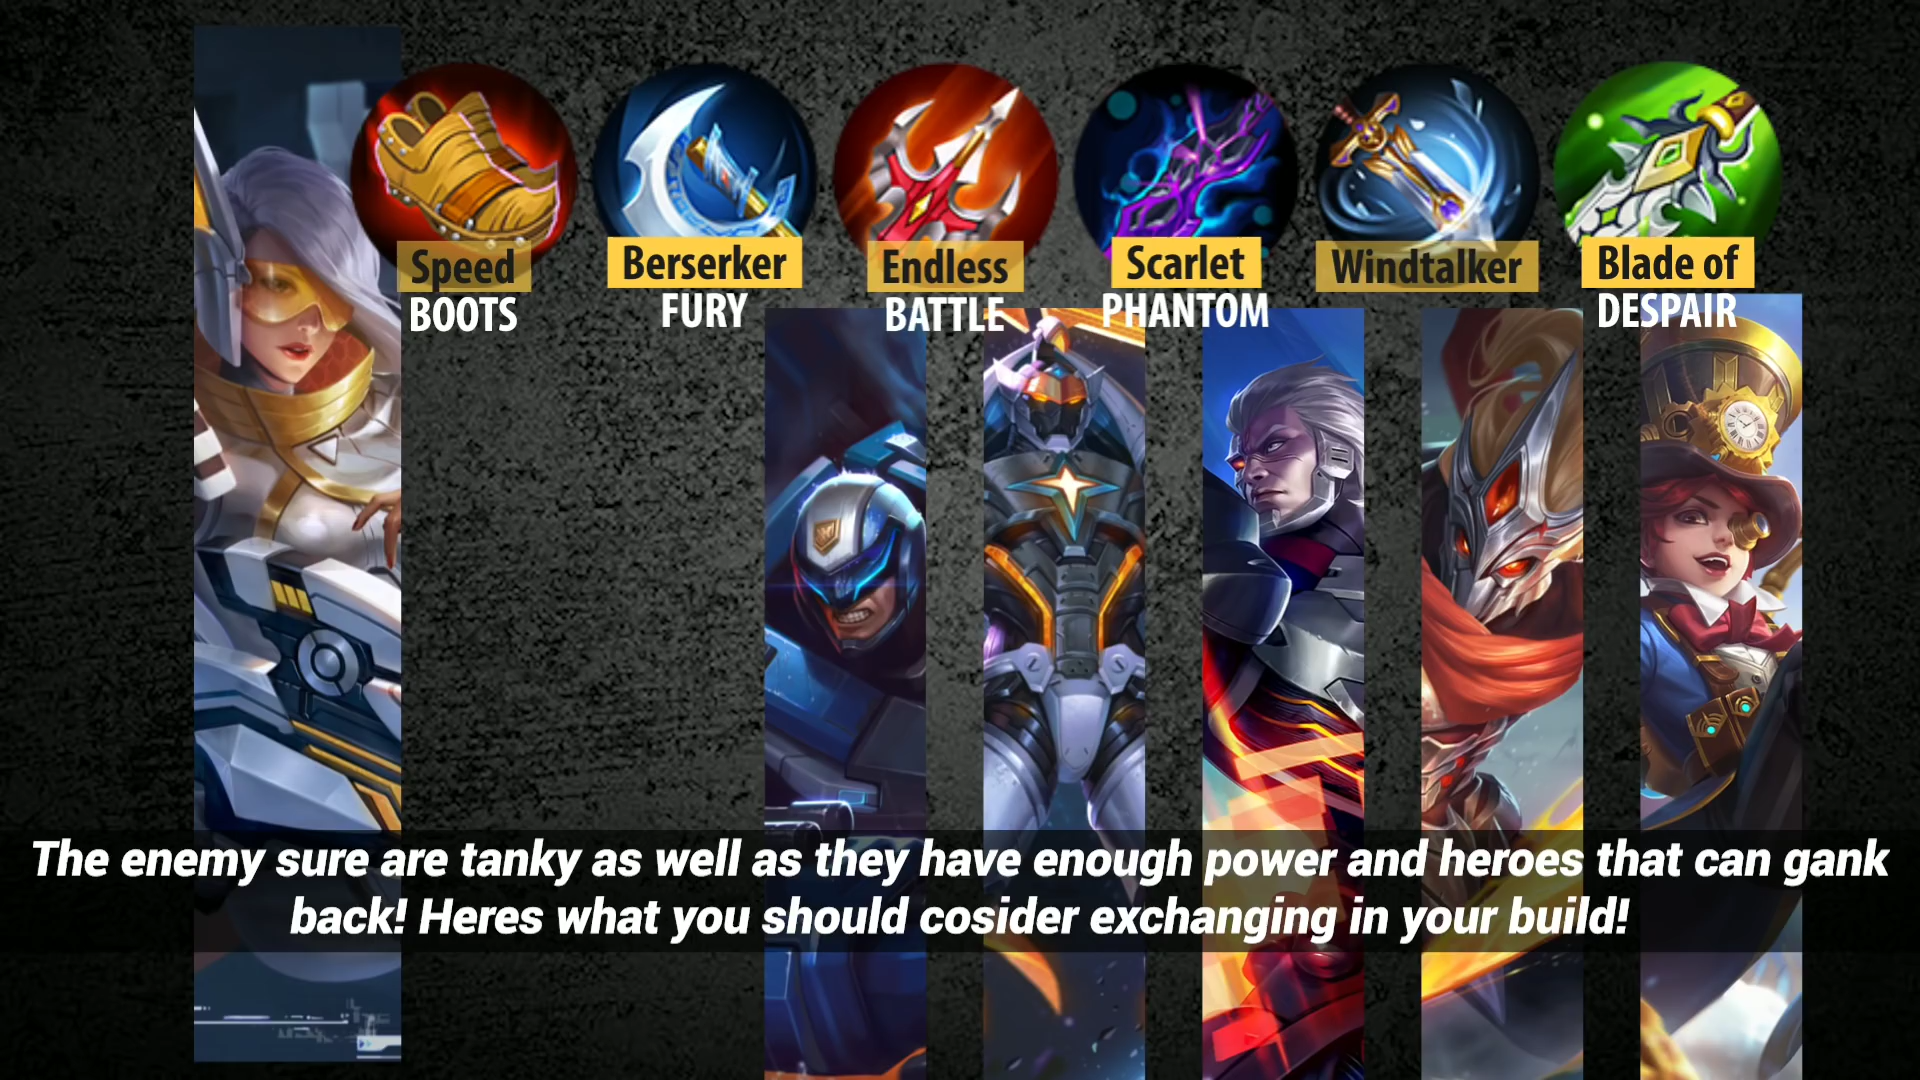 Speed
BOOTS
Berserker
FURY
Endless
BATTLE
Scarlet
PHANTOM
Windtalker
Blade of
DESPAIR
The enemy sure are tanky as well as they have enough power and heroes that can gank
back! Heres what you should cosider exchanging in your build!